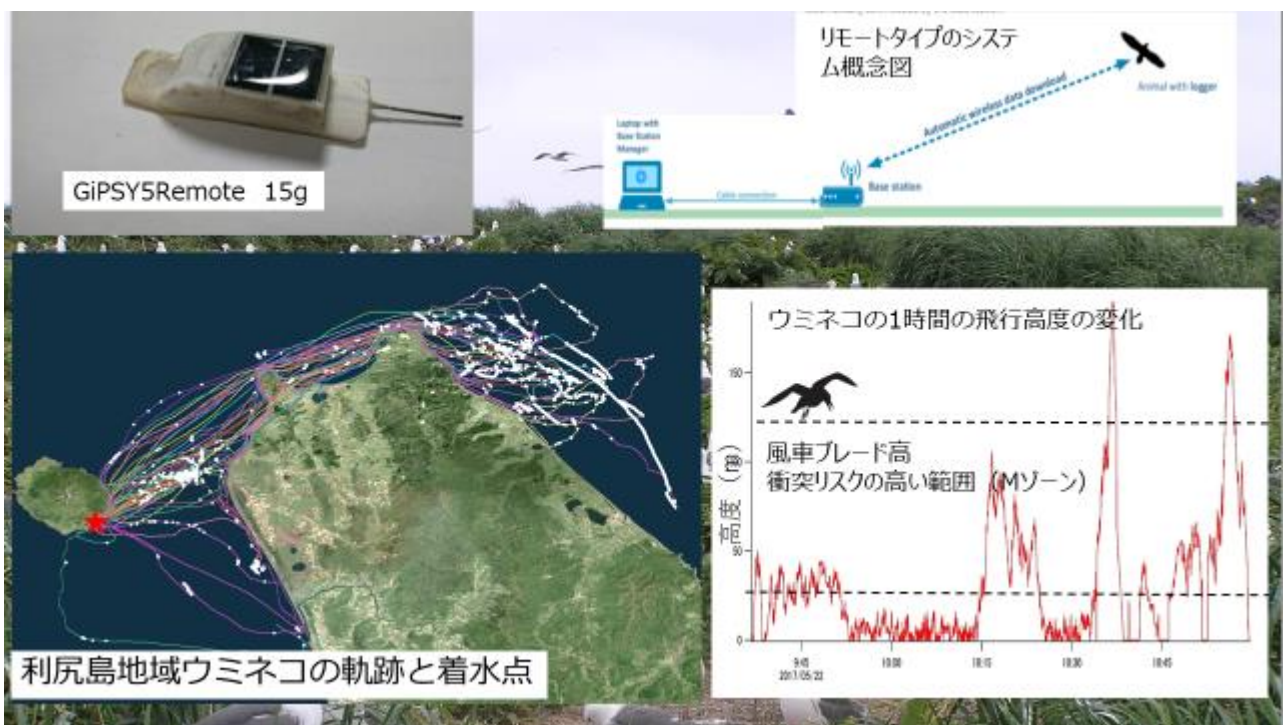 GiPSY5Remote 15g
リモートタイプのシステ
ム概念図
Animal with logger
Automatic wireless data download
Laptop with
Base Station
Manager
Cable connection
Base station
利尻島地域ウミネコの軌跡と着水点
ウミネコの1時間の飛行高度の変化
風車ブレード高
衝突リスクの高い範囲（Mゾーン）
高度（m）
150
50
0
9:45
10:00
10:15
10:30
10:45
2017/05/22